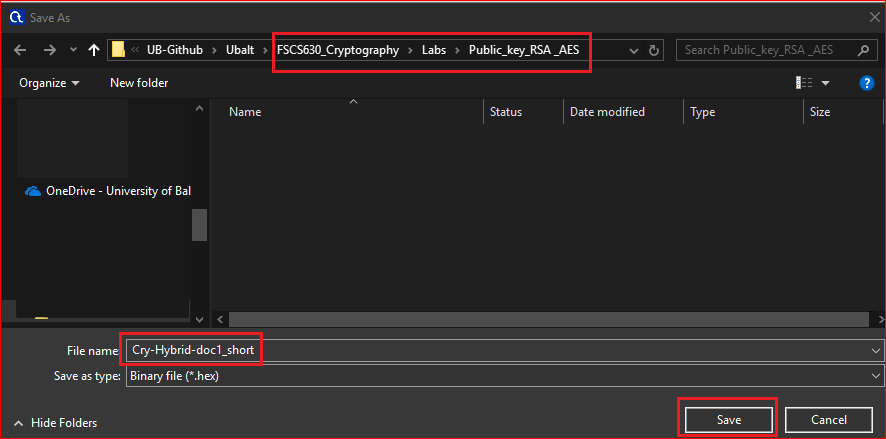 Ct Save As
UB-Github Ubalt FSCS630_Cryptography Labs Public_key_RSA _AES Search Public_key_RSA _AES
Organize New folder ?
Name Status Date modified Type Size
OneDrive - University of Bal
File name: Cry-Hybrid-doc1_short
Save as type: Binary file (*.hex)
Hide Folders Save Cancel